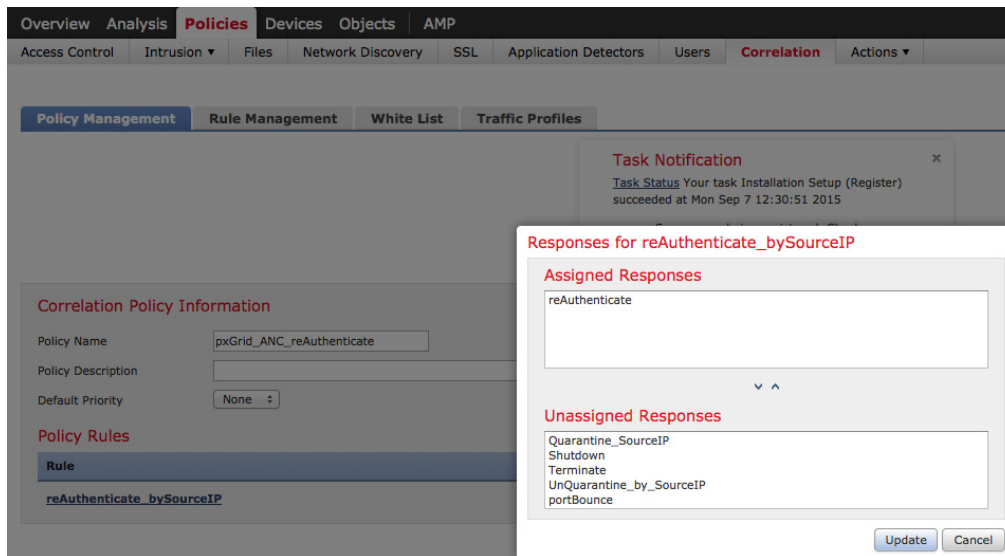 Overview Analysis Policies Devices Objects AMP
Access Control Intrusion ▼ Files Network Discovery SSL Application Detectors Users Correlation Actions ▼
Policy Management Rule Management White List Traffic Profiles
Task Notification ×
Task Status Your task Installation Setup (Register)
succeeded at Mon Sep 7 12:30:51 2015
Responses for reAuthenticate_bySourceIP
Assigned Responses
reAuthenticate
Unassigned Responses
Quarantine_SourceIP
Shutdown
Terminate
UnQuarantine_by_SourceIP
portBounce
Update Cancel
Correlation Policy Information
Policy Name pxGrid_ANC_reAuthenticate
Policy Description
Default Priority None
Policy Rules
Rule
reAuthenticate_bySourceIP